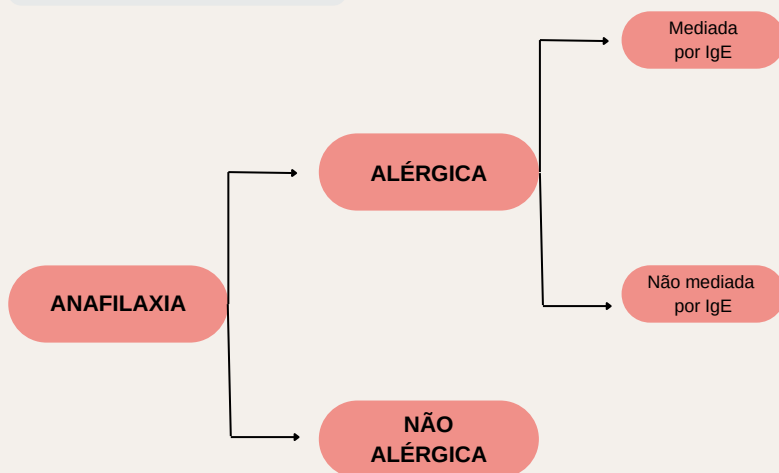 Mediada
por IgE
ALÉRGICA
Não mediada
por IgE
ANAFILAXIA
NÃO
ALÉRGICA